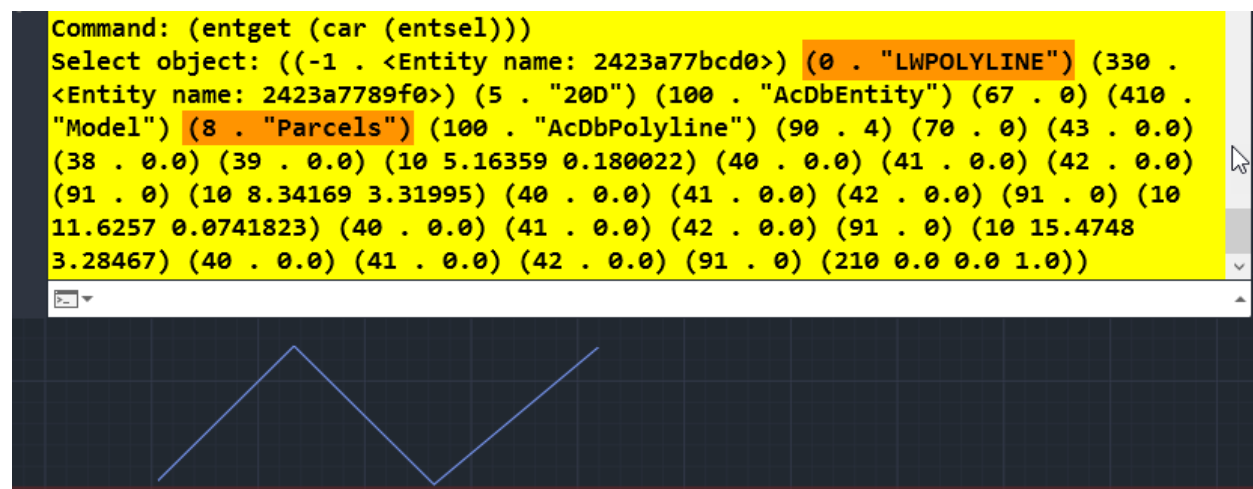 Command: (entget (car (entsel)))
Select object: ((-1 . <Entity name: 2423a77bcd0>) (0 . "LWPOLYLINE") (330 .
<Entity name: 2423a7789f0>) (5 . "20D") (100 . "AcDbEntity") (67 . 0) (410 .
"Model") (8 . "Parcels") (100 . "AcDbPolyline") (90 . 4) (70 . 0) (43 . 0.0)
(38 . 0.0) (39 . 0.0) (10 5.16359 0.180022) (40 . 0.0) (41 . 0.0) (42 . 0.0)
(91 . 0) (10 8.34169 3.31995) (40 . 0.0) (41 . 0.0) (42 . 0.0) (91 . 0) (10
11.6257 0.0741823) (40 . 0.0) (41 . 0.0) (42 . 0.0) (91 . 0) (10 15.4748
3.28467) (40 . 0.0) (41 . 0.0) (42 . 0.0) (91 . 0) (210 0.0 0.0 1.0))